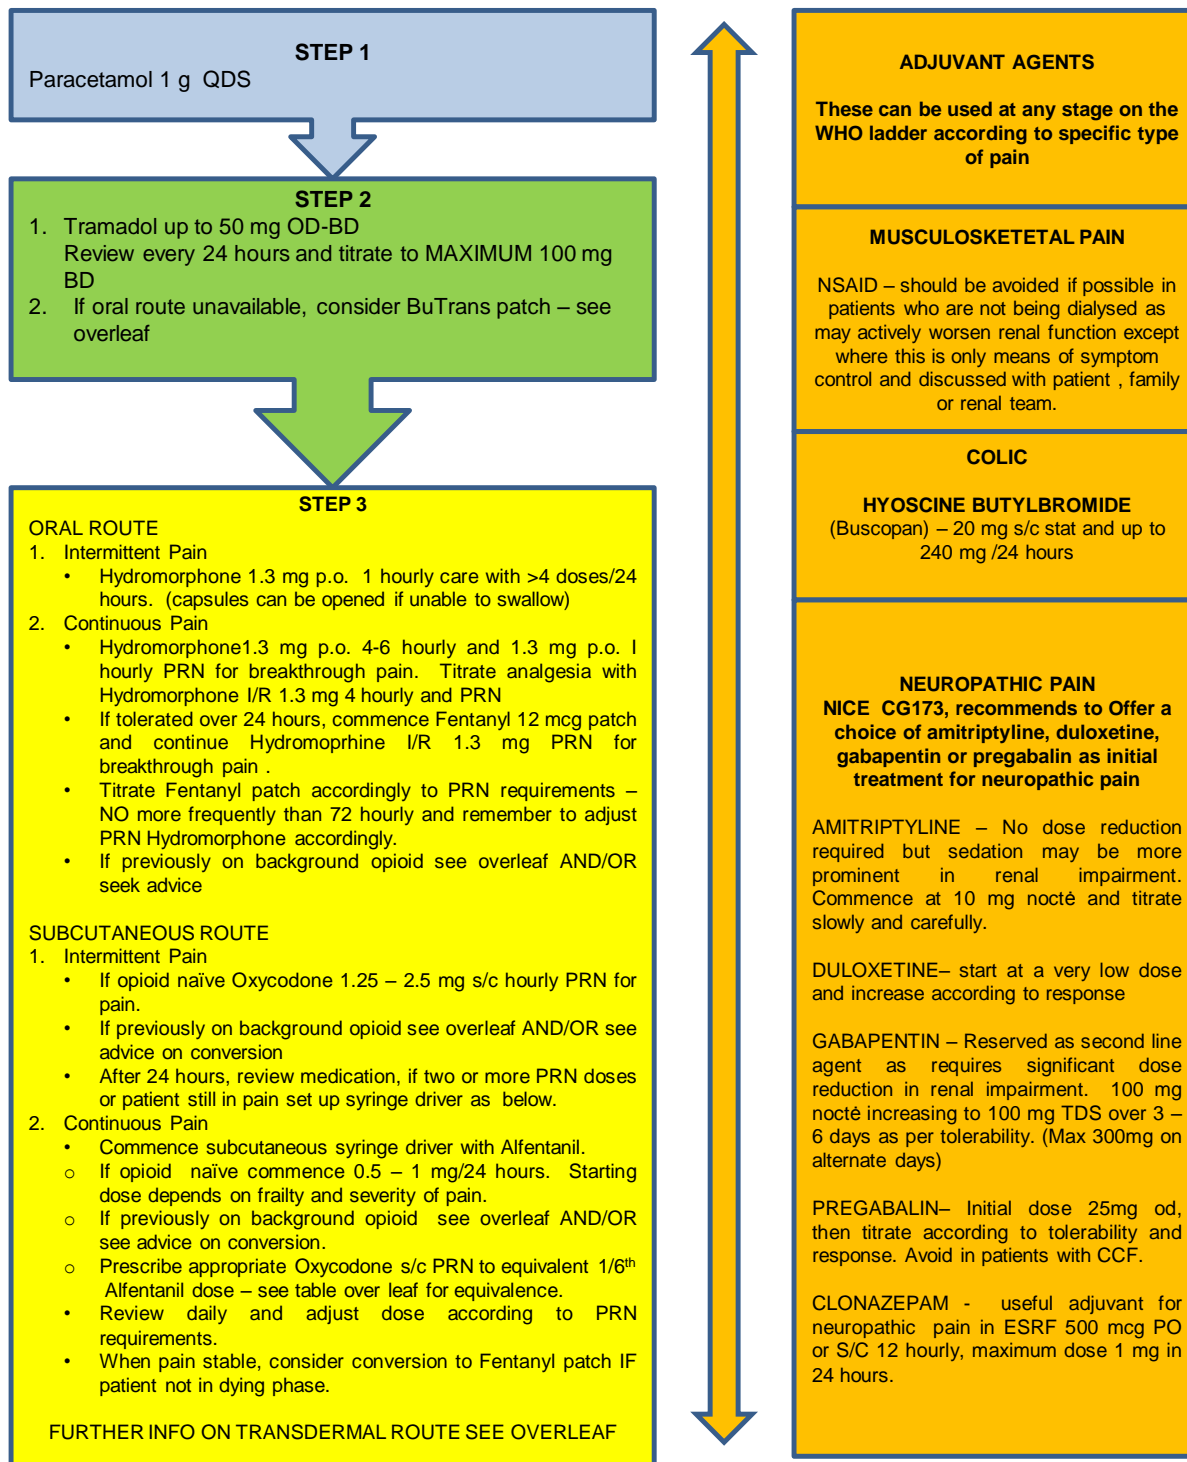 STEP 1
Paracetamol 1 g  QDS
STEP 2
1. Tramadol up to 50 mg OD-BD
Review every 24 hours and titrate to MAXIMUM 100 mg
BD
2. If oral route unavailable, consider BuTrans patch – see
overleaf
STEP 3
ORAL ROUTE
1. Intermittent Pain
• Hydromorphone 1.3 mg p.o. 1 hourly care with >4 doses/24
hours. (capsules can be opened if unable to swallow)
2. Continuous Pain
• Hydromorphone1.3 mg p.o. 4-6 hourly and 1.3 mg p.o. I
hourly PRN for breakthrough pain. Titrate analgesia with
Hydromorphone I/R 1.3 mg 4 hourly and PRN
• If tolerated over 24 hours, commence Fentanyl 12 mcg patch
and continue Hydromoprhine I/R 1.3 mg PRN for
breakthrough pain .
• Titrate Fentanyl patch accordingly to PRN requirements –
NO more frequently than 72 hourly and remember to adjust
PRN Hydromorphone accordingly.
• If previously on background opioid see overleaf AND/OR
seek advice
SUBCUTANEOUS ROUTE
1. Intermittent Pain
• If opioid naïve Oxycodone 1.25 – 2.5 mg s/c hourly PRN for
pain.
• If previously on background opioid see overleaf AND/OR see
advice on conversion
• After 24 hours, review medication, if two or more PRN doses
or patient still in pain set up syringe driver as below.
2. Continuous Pain
• Commence subcutaneous syringe driver with Alfentanil.
o If opioid naïve commence 0.5 – 1 mg/24 hours. Starting
dose depends on frailty and severity of pain.
o If previously on background opioid see overleaf AND/OR
see advice on conversion.
o Prescribe appropriate Oxycodone s/c PRN to equivalent 1/6th
Alfentanil dose – see table over leaf for equivalence.
• Review daily and adjust dose according to PRN
requirements.
• When pain stable, consider conversion to Fentanyl patch IF
patient not in dying phase.
FURTHER INFO ON TRANSDERMAL ROUTE SEE OVERLEAF
ADJUVANT AGENTS
These can be used at any stage on the
WHO ladder according to specific type
of pain
MUSCULOSKETETAL PAIN
NSAID – should be avoided if possible in
patients who are not being dialysed as
may actively worsen renal function except
where this is only means of symptom
control and discussed with patient , family
or renal team.
COLIC
HYOSCINE BUTYLBROMIDE
(Buscopan) – 20 mg s/c stat and up to
240 mg /24 hours
NEUROPATHIC PAIN
NICE CG173, recommends to Offer a
choice of amitriptyline, duloxetine,
gabapentin or pregabalin as initial
treatment for neuropathic pain
AMITRIPTYLINE – No dose reduction
required but sedation may be more
prominent in renal impairment.
Commence at 10 mg noctė and titrate
slowly and carefully.
DULOXETINE– start at a very low dose
and increase according to response
GABAPENTIN – Reserved as second line
agent as requires significant dose
reduction in renal impairment. 100 mg
noctė increasing to 100 mg TDS over 3 –
6 days as per tolerability. (Max 300mg on
alternate days)
PREGABALIN– Initial dose 25mg od,
then titrate according to tolerability and
response. Avoid in patients with CCF.
CLONAZEPAM - useful adjuvant for
neuropathic pain in ESRF 500 mcg PO
or S/C 12 hourly, maximum dose 1 mg in
24 hours.